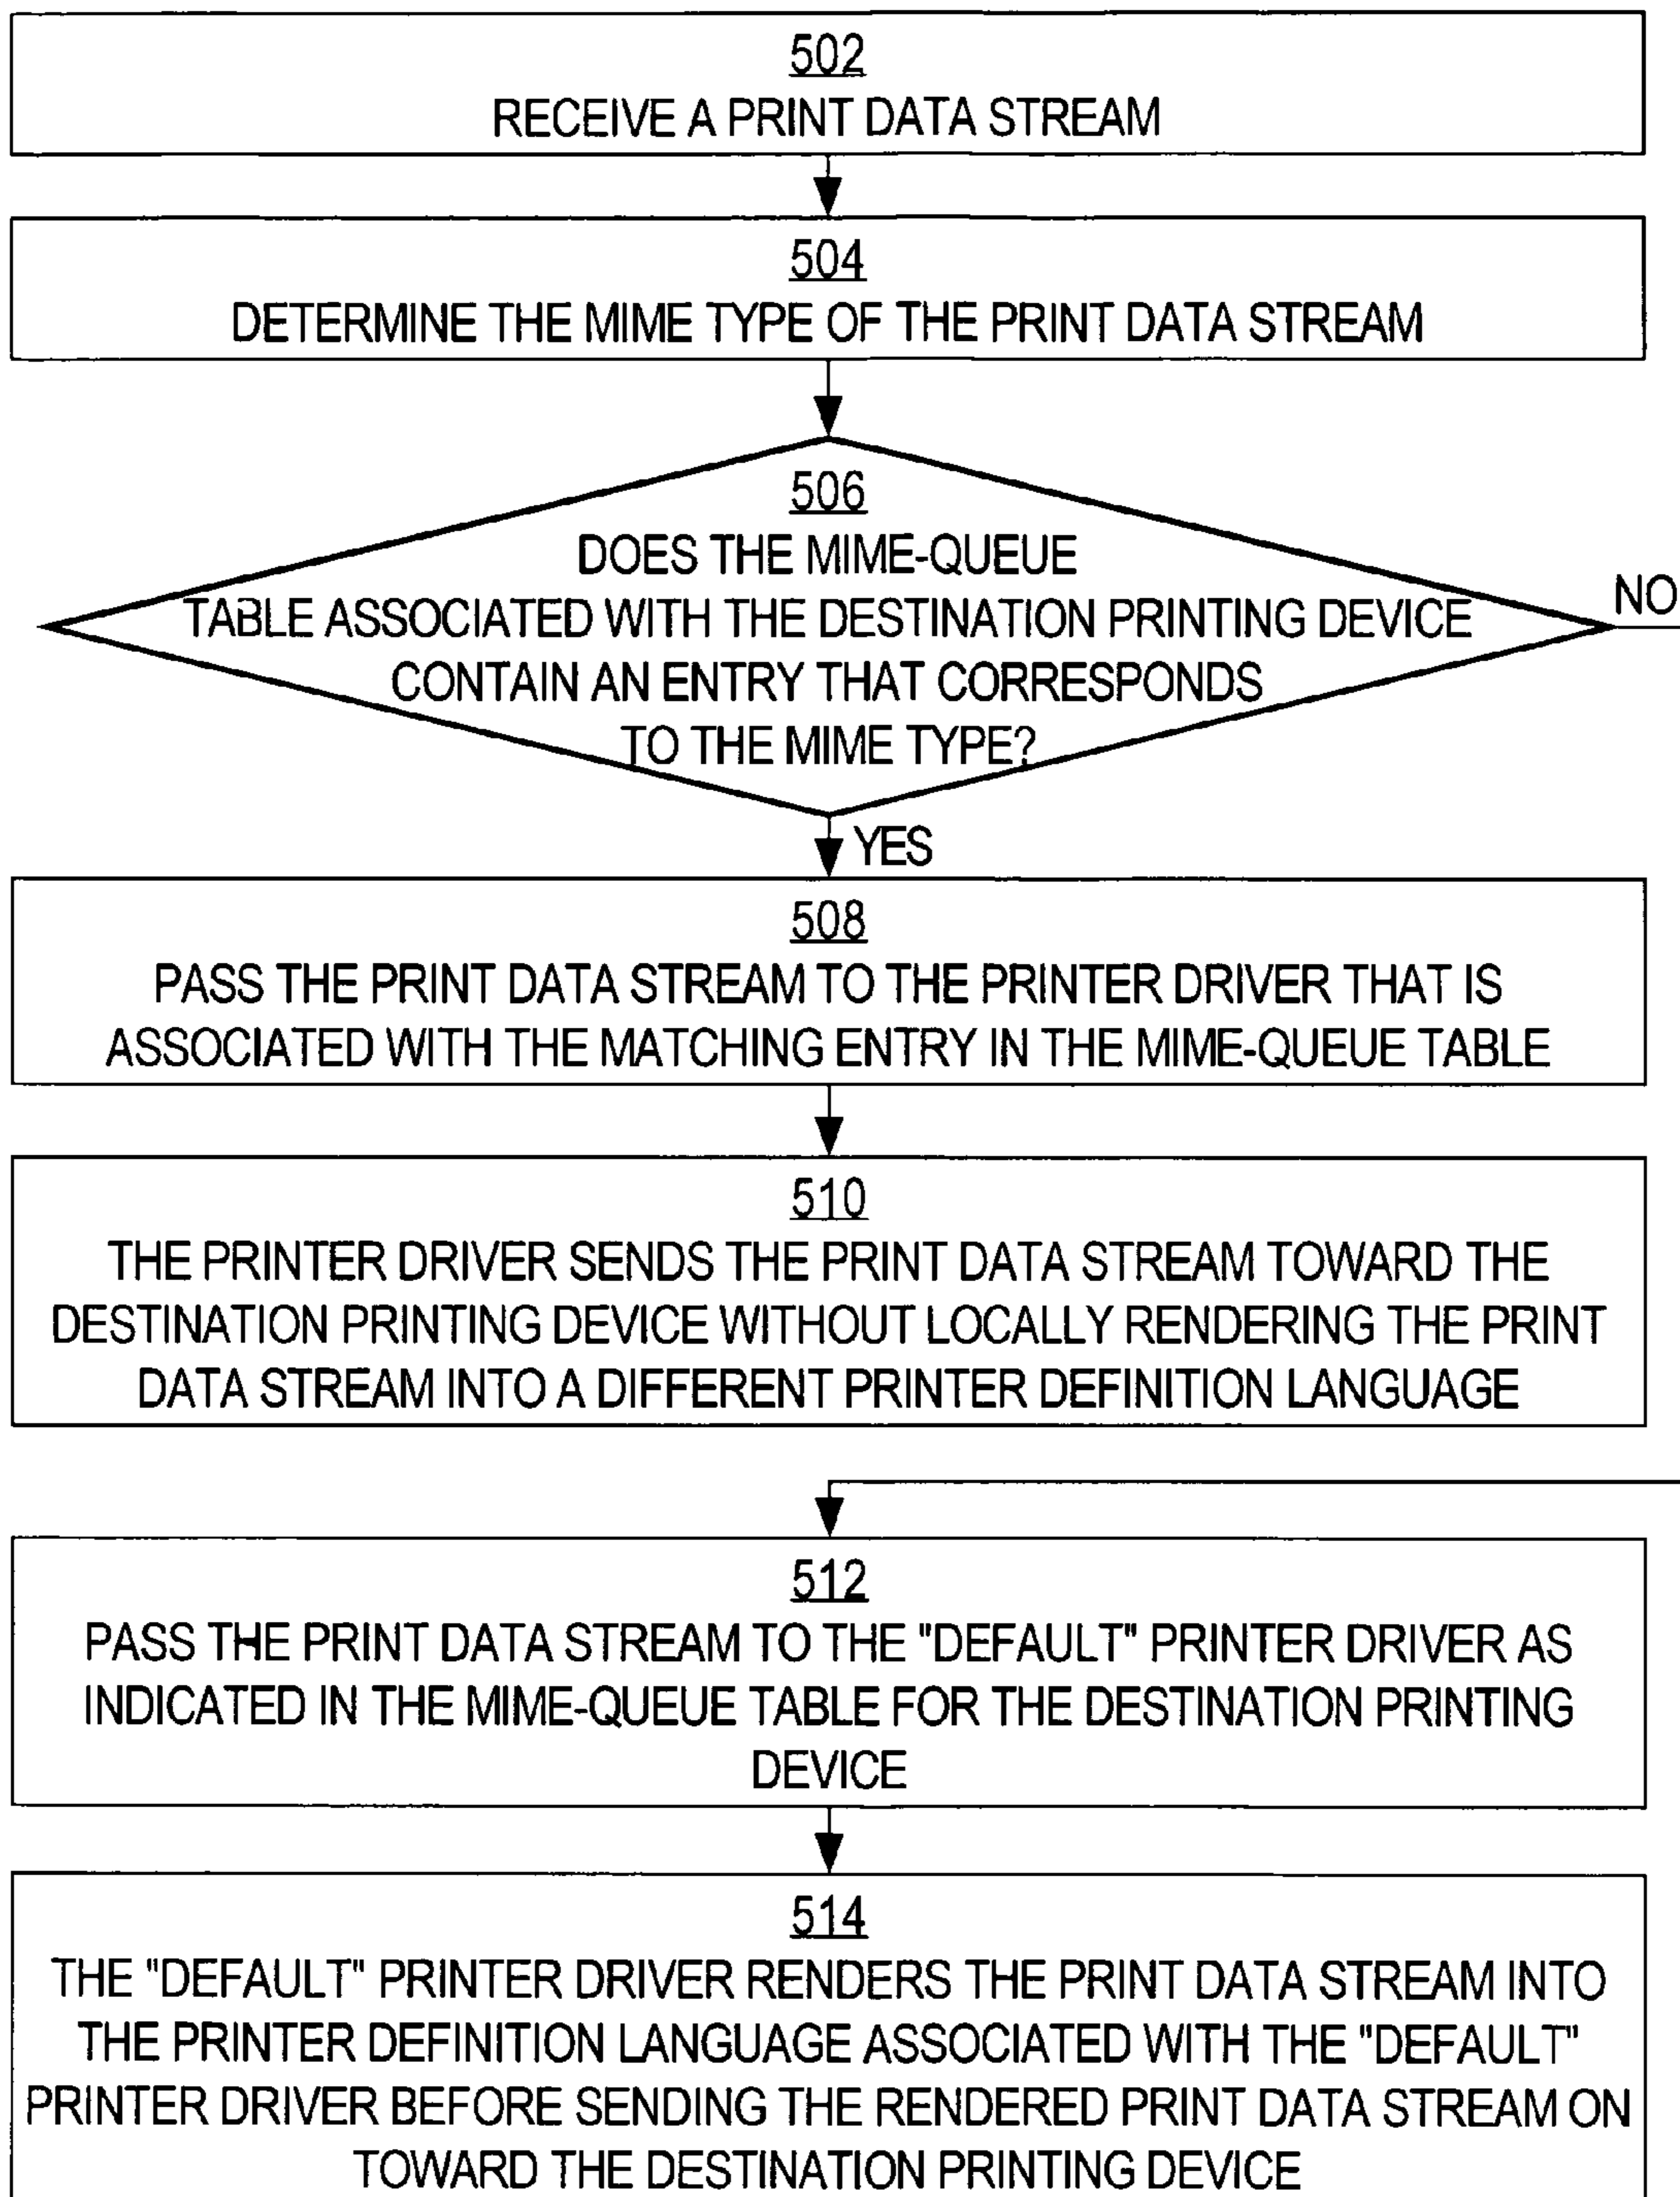 502
RECEIVE A PRINT DATA STREAM
504
DETERMINE THE MIME TYPE OF THE PRINT DATA STREAM
506
DOES THE MIME-QUEUE
TABLE ASSOCIATED WITH THE DESTINATION PRINTING DEVICE
CONTAIN AN ENTRY THAT CORRESPONDS
TO THE MIME TYPE?
NO
YES
508
PASS THE PRINT DATA STREAM TO THE PRINTER DRIVER THAT IS
ASSOCIATED WITH THE MATCHING ENTRY IN THE MIME-QUEUE TABLE
510
THE PRINTER DRIVER SENDS THE PRINT DATA STREAM TOWARD THE
DESTINATION PRINTING DEVICE WITHOUT LOCALLY RENDERING THE PRINT
DATA STREAM INTO A DIFFERENT PRINTER DEFINITION LANGUAGE
512
PASS THE PRINT DATA STREAM TO THE "DEFAULT" PRINTER DRIVER AS
INDICATED IN THE MIME-QUEUE TABLE FOR THE DESTINATION PRINTING
DEVICE
514
THE "DEFAULT" PRINTER DRIVER RENDERS THE PRINT DATA STREAM INTO
THE PRINTER DEFINITION LANGUAGE ASSOCIATED WITH THE "DEFAULT"
PRINTER DRIVER BEFORE SENDING THE RENDERED PRINT DATA STREAM ON
TOWARD THE DESTINATION PRINTING DEVICE